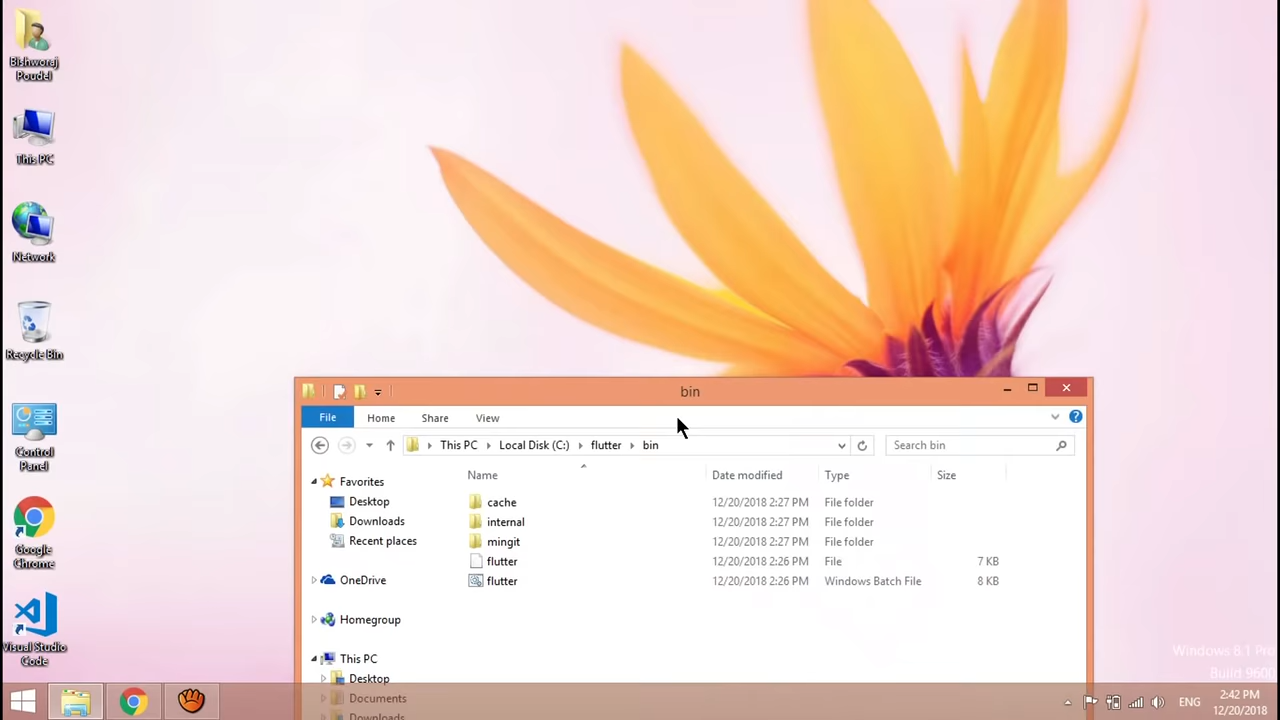 Bishworaj
Poudel
This PC
Network
Recycle Bin
Control
Panel
Google
Chrome
Visual Studio
Code
bin
File Home Share View
This PC Local Disk (C:) flutter bin
Search bin
Favorites
Desktop
Downloads
Recent places
OneDrive
Homegroup
This PC
Desktop
Documents
Downloads
Name Date modified Type Size
cache 12/20/2018 2:27 PM File folder
internal 12/20/2018 2:27 PM File folder
mingit 12/20/2018 2:27 PM File folder
flutter 12/20/2018 2:26 PM File 7 KB
flutter 12/20/2018 2:26 PM Windows Batch File 8 KB
Windows 8.1 Pro
Build 9600
ENG
2:42 PM
12/20/2018